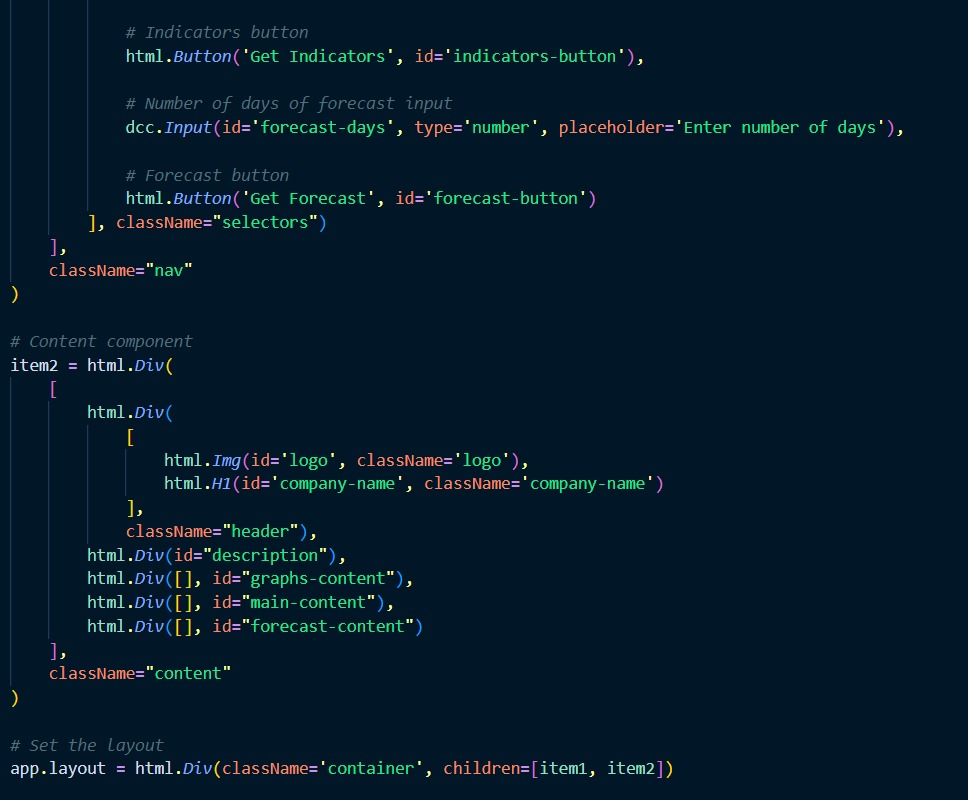 # Indicators button
html.Button('Get Indicators', id='indicators-button'),
# Number of days of forecast input
dcc.Input(id='forecast-days', type='number', placeholder='Enter number of days'),
# Forecast button
html.Button('Get Forecast', id='forecast-button')
], className="selectors")
],
className="nav"
)
# Content component
item2 = html.Div(
[
html.Div(
[
html.Img(id='logo', className='logo'),
html.H1(id='company-name', className='company-name')
],
className="header"),
html.Div(id="description"),
html.Div([], id="graphs-content"),
html.Div([], id="main-content"),
html.Div([], id="forecast-content")
],
className="content"
)
# Set the layout
app.layout = html.Div(className='container', children=[item1, item2])